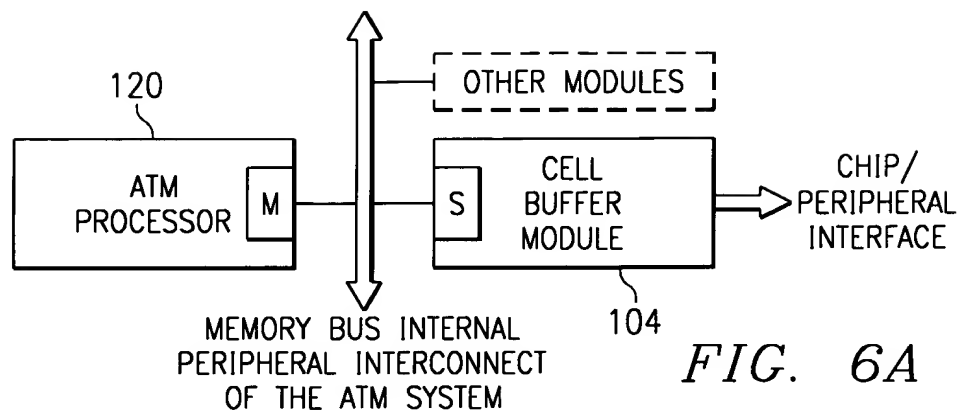 OTHER MODULES
120
ATM
PROCESSOR
M
S
CELL
BUFFER
MODULE
CHIP/
PERIPHERAL
INTERFACE
104
MEMORY BUS INTERNAL
PERIPHERAL INTERCONNECT
OF THE ATM SYSTEM
FIG. 6A